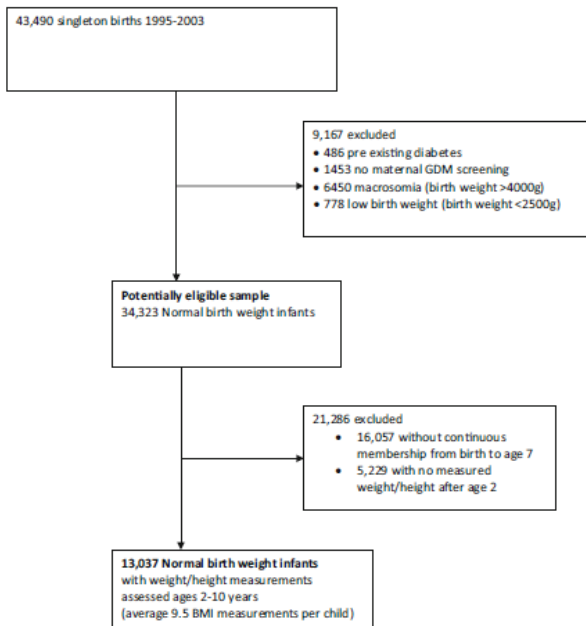 43,490 singleton births 1995-2003
9,167 excluded
• 486 pre existing diabetes
• 1453 no maternal GDM screening
• 6450 macrosomia (birth weight >4000g)
• 778 low birth weight (birth weight <2500g)
Potentially eligible sample
34,323 Normal birth weight infants
21,286 excluded
• 16,057 without continuous
membership from birth to age 7
• 5,229 with no measured
weight/height after age 2
13,037 Normal birth weight infants
with weight/height measurements
assessed ages 2-10 years
(average 9.5 BMI measurements per child)